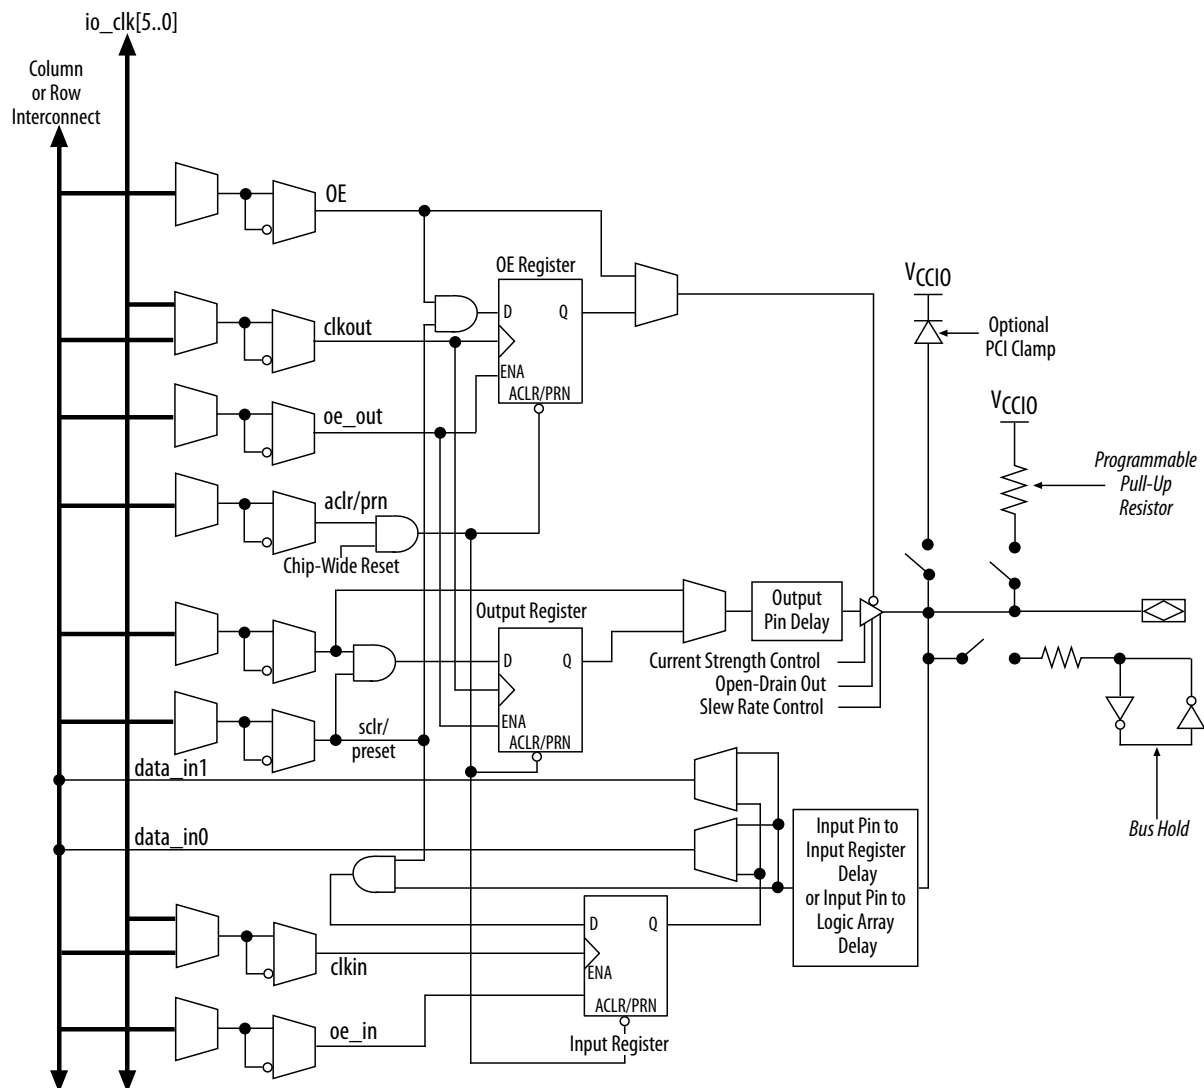 io_clk[5..0]
Column
or Row
Interconnect
OE
OE Register
D
Q
ENA
ACLR/PRN
clkout
oe_out
aclr/prn
Chip-Wide Reset
VCCIO
Optional
PCI Clamp
VCCIO
Programmable
Pull-Up
Resistor
Output Register
D
Q
ENA
ACLR/PRN
Output
Pin Delay
Current Strength Control
Open-Drain Out
Slew Rate Control
sclr/
preset
data_in1
data_in0
Input Pin to
Input Register
Delay
or Input Pin to
Logic Array
Delay
Bus Hold
D
Q
ENA
ACLR/PRN
clkin
oe_in
Input Register